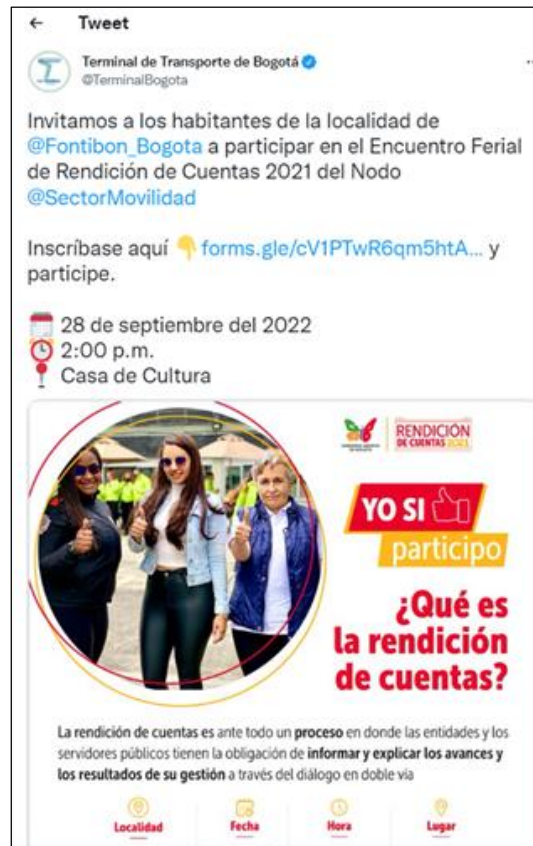 Tweet
Terminal de Transporte de Bogotá
@TerminalBogota
Invitamos a los habitantes de la localidad de
@Fontibon_Bogota a participar en el Encuentro Ferial
de Rendición de Cuentas 2021 del Nodo
@SectorMovilidad
Inscríbase aquí 👇 forms.gle/cV1PTwR6qm5htA... y
participe.
28 de septiembre del 2022
2:00 p.m.
Casa de Cultura
RENDICIÓN
DE CUENTAS 2021
YO SI
participo
¿Qué es
la rendición
de cuentas?
La rendición de cuentas es ante todo un proceso en donde las entidades y los
servidores públicos tienen la obligación de informar y explicar los avances y
los resultados de su gestión a través del diálogo en doble vía
Localidad Fecha Hora Lugar